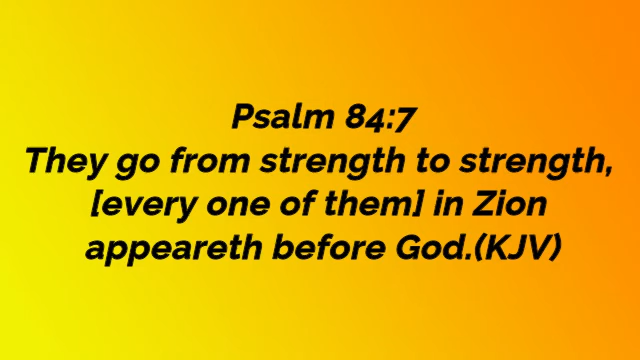 Psalm 84:7
They go from strength to strength,
[every one of them] in Zion
appeareth before God.(KJV)